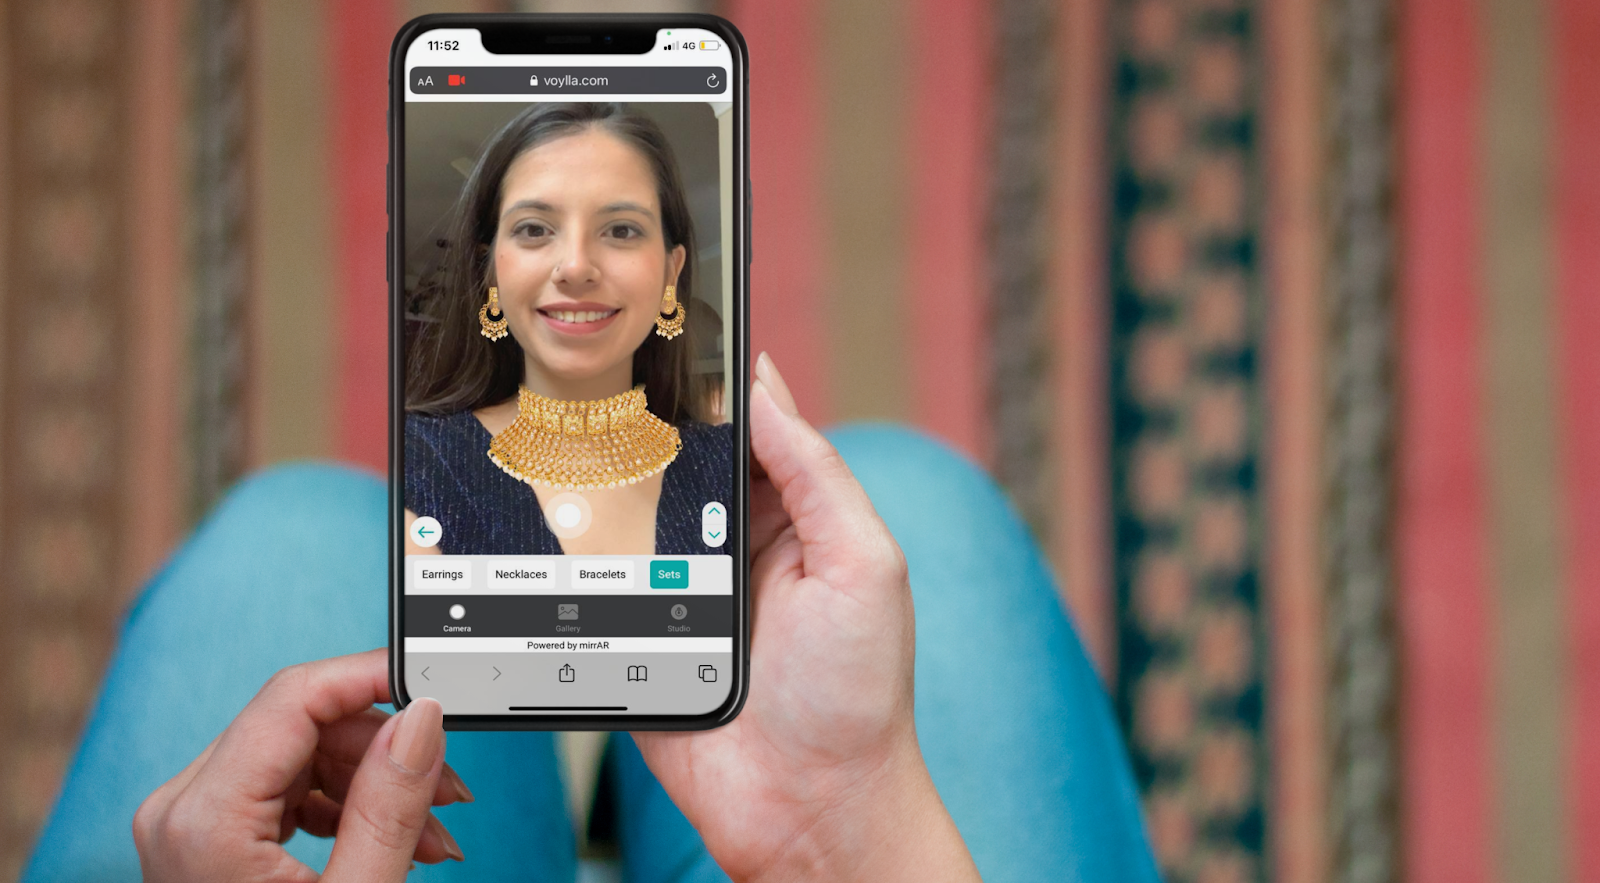 11:52
4G
AA
voylla.com
Earrings
Necklaces
Bracelets
Sets
Camera
Gallery
Studio
Powered by mirrAR